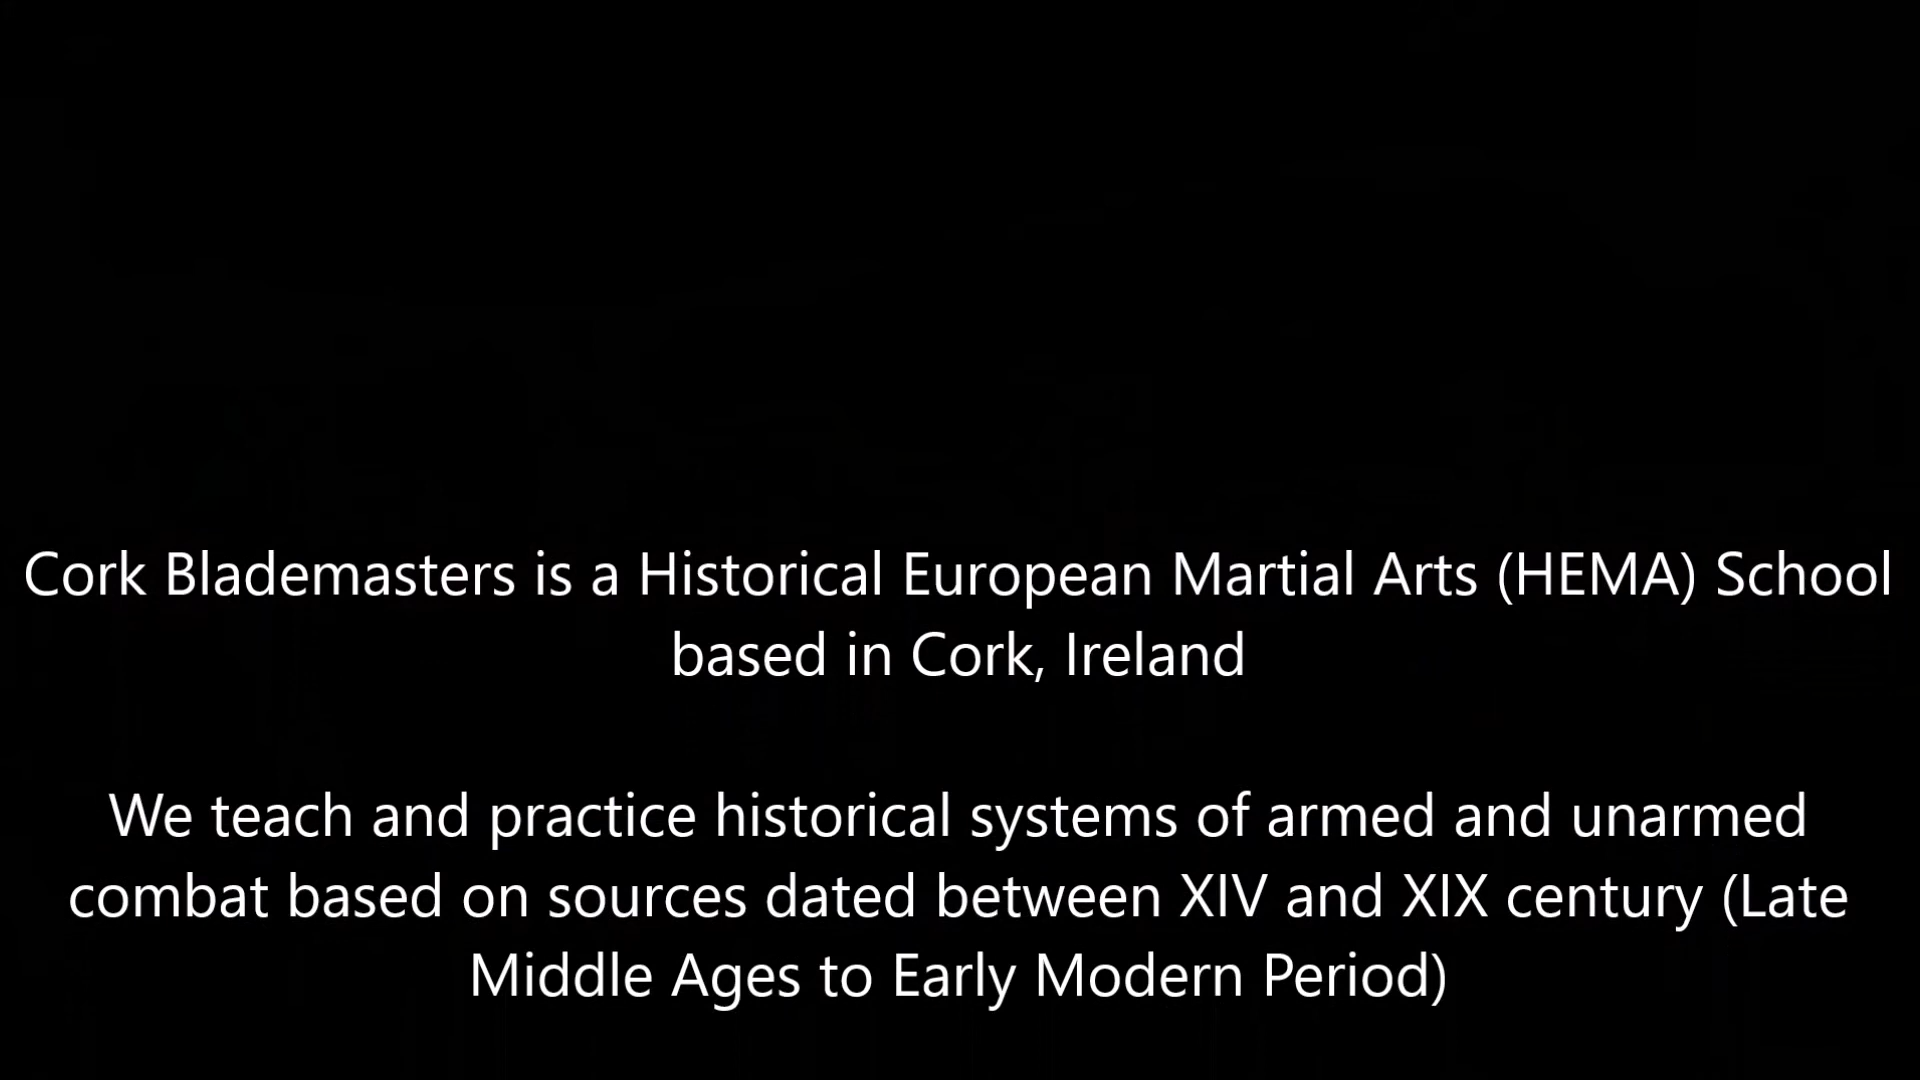 Cork Blademasters is a Historical European Martial Arts (HEMA) School
based in Cork, Ireland
We teach and practice historical systems of armed and unarmed
combat based on sources dated between XIV and XIX century (Late
Middle Ages to Early Modern Period)